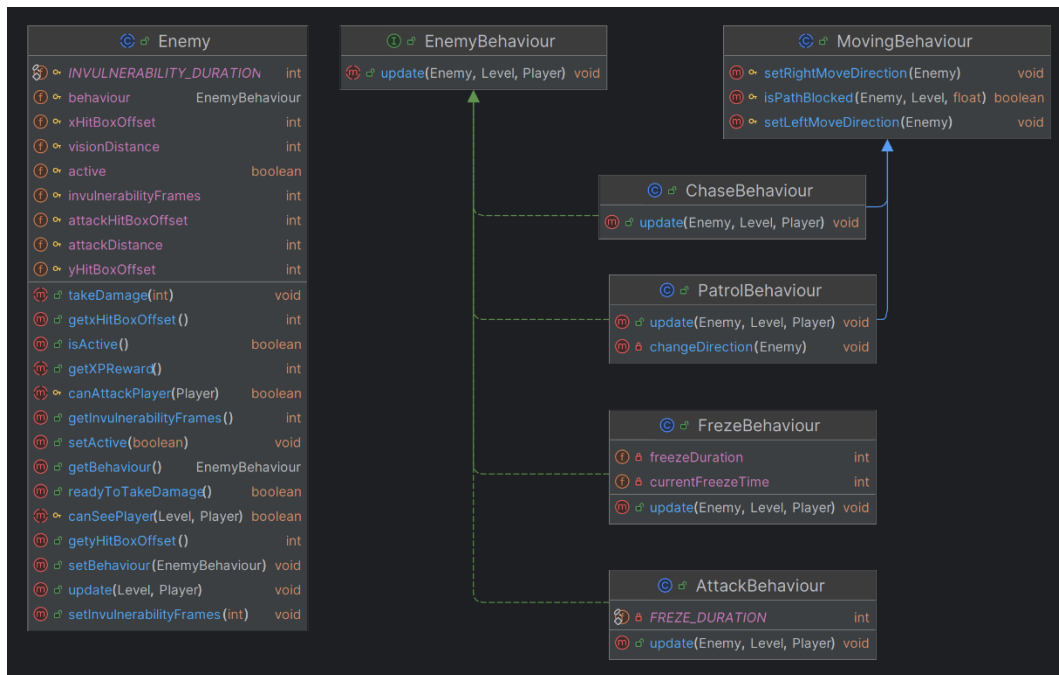 Enemy
INVULNERABILITY_DURATION int
behaviour EnemyBehaviour
xHitBoxOffset int
visionDistance int
active boolean
invulnerabilityFrames int
attackHitBoxOffset int
attackDistance int
yHitBoxOffset int
takeDamage(int) void
getxHitBoxOffset() int
isActive() boolean
getXPReward() int
canAttackPlayer(Player) boolean
getInvulnerabilityFrames() int
setActive(boolean) void
getBehaviour() EnemyBehaviour
readyToTakeDamage() boolean
canSeePlayer(Level, Player) boolean
getyHitBoxOffset() int
setBehaviour(EnemyBehaviour) void
update(Level, Player) void
setInvulnerabilityFrames(int) void
EnemyBehaviour
update(Enemy, Level, Player) void
MovingBehaviour
setRightMoveDirection(Enemy) void
isPathBlocked(Enemy, Level, float) boolean
setLeftMoveDirection(Enemy) void
ChaseBehaviour
update(Enemy, Level, Player) void
PatrolBehaviour
update(Enemy, Level, Player) void
changeDirection(Enemy) void
FrezeBehaviour
freezeDuration int
currentFreezeTime int
update(Enemy, Level, Player) void
AttackBehaviour
FREZE_DURATION int
update(Enemy, Level, Player) void